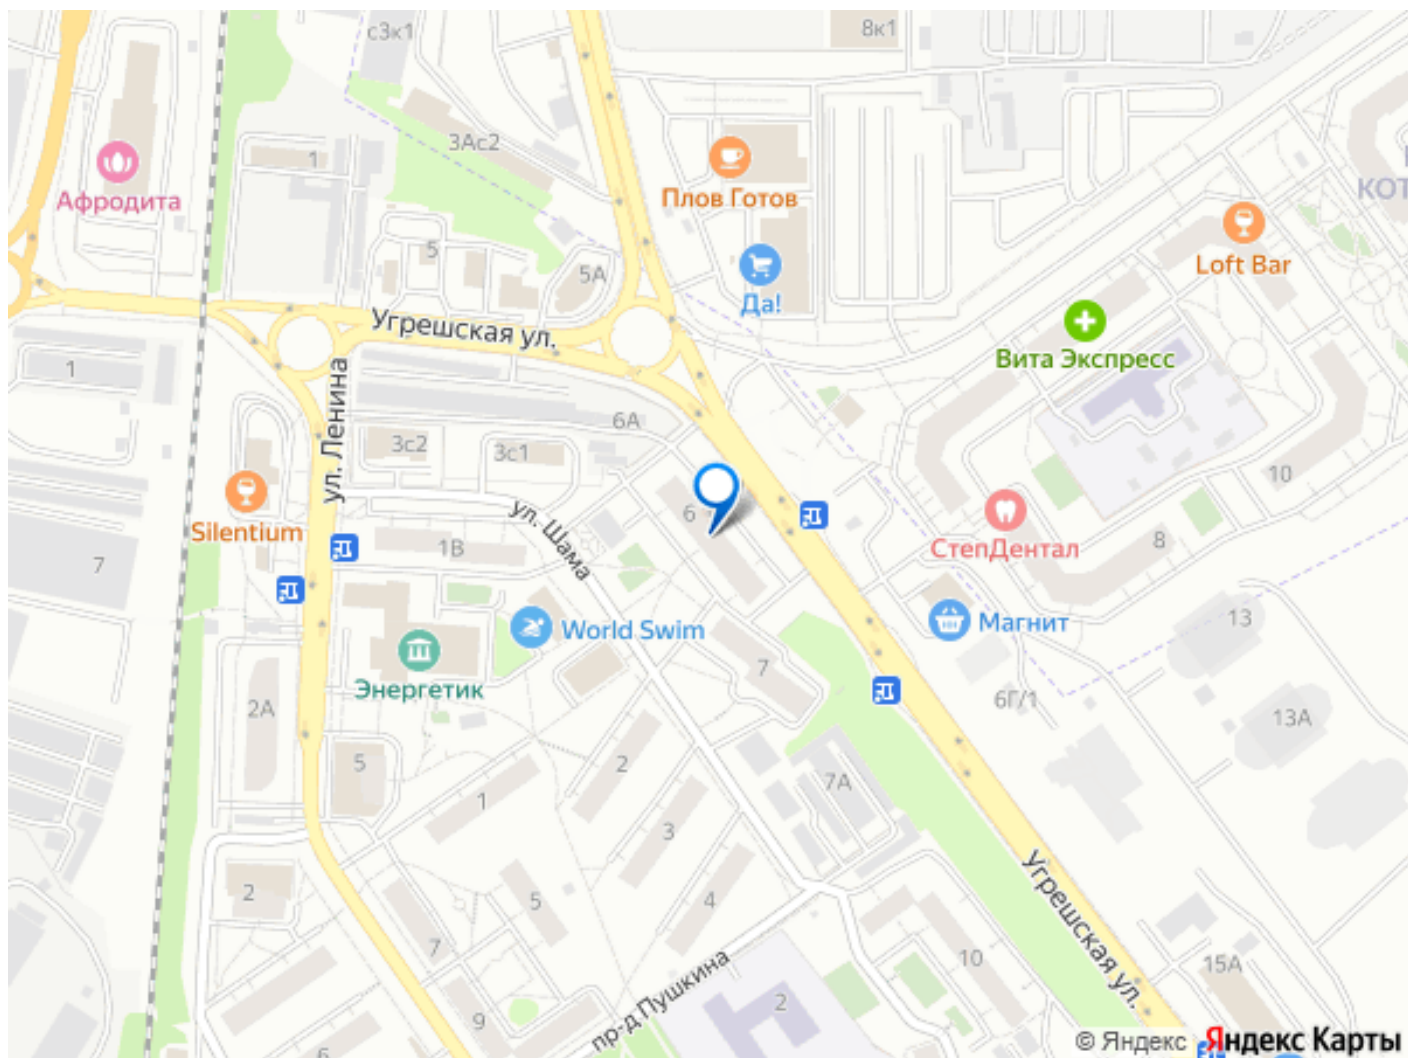 с3к1
8к1
3Ас2
1
Плов Готов
КОТ
Афродита
5
5А
Loft Bar
Да!
Угрешская ул.
Вита Экспресс
1
ул. Ленина
6А
3с2
3с1
10
6
Silentium
ул. Шама
СтепДентал
1В
8
7
World Swim
Магнит
13
Энергетик
7
6Г/1
2А
13А
5
2
7А
1
3
2
5
4
Угрешская ул.
7
10
15А
пр-д Пушкина
2
9
6
© Яндекс Яндекс Карты